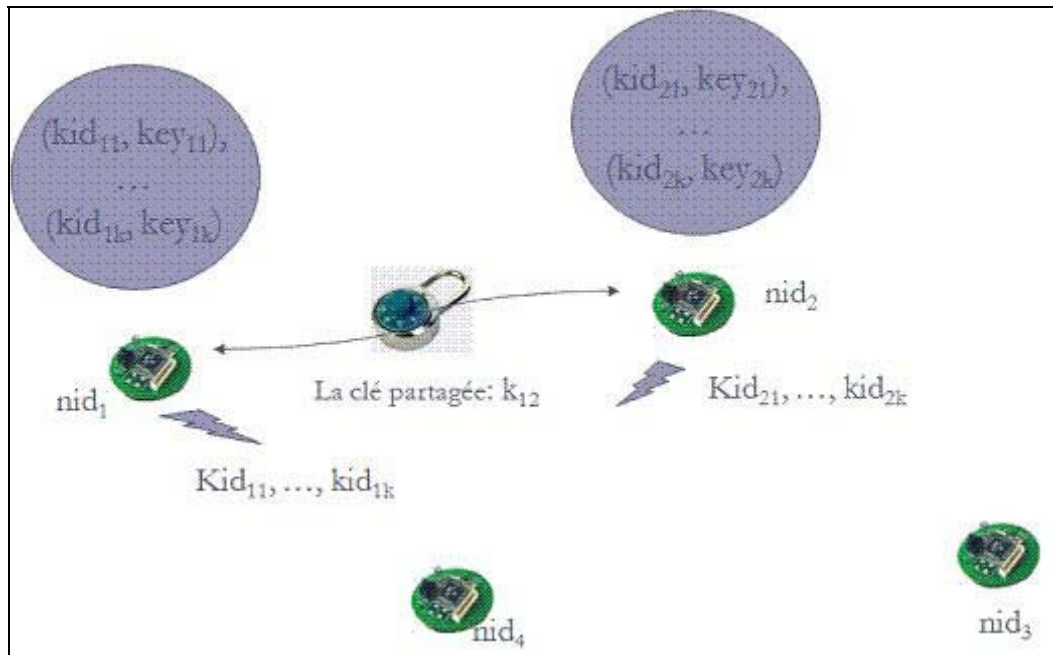 (kid₁₁, key₁₁),
...
(kid₁ₖ, key₁ₖ)
(kid₂₁, key₂₁),
...
(kid₂ₖ, key₂ₖ)
nid₂
nid₁
La clé partagée: k₁₂
Kid₂₁, ..., kid₂ₖ
Kid₁₁, ..., kid₁ₖ
nid₄
nid₃